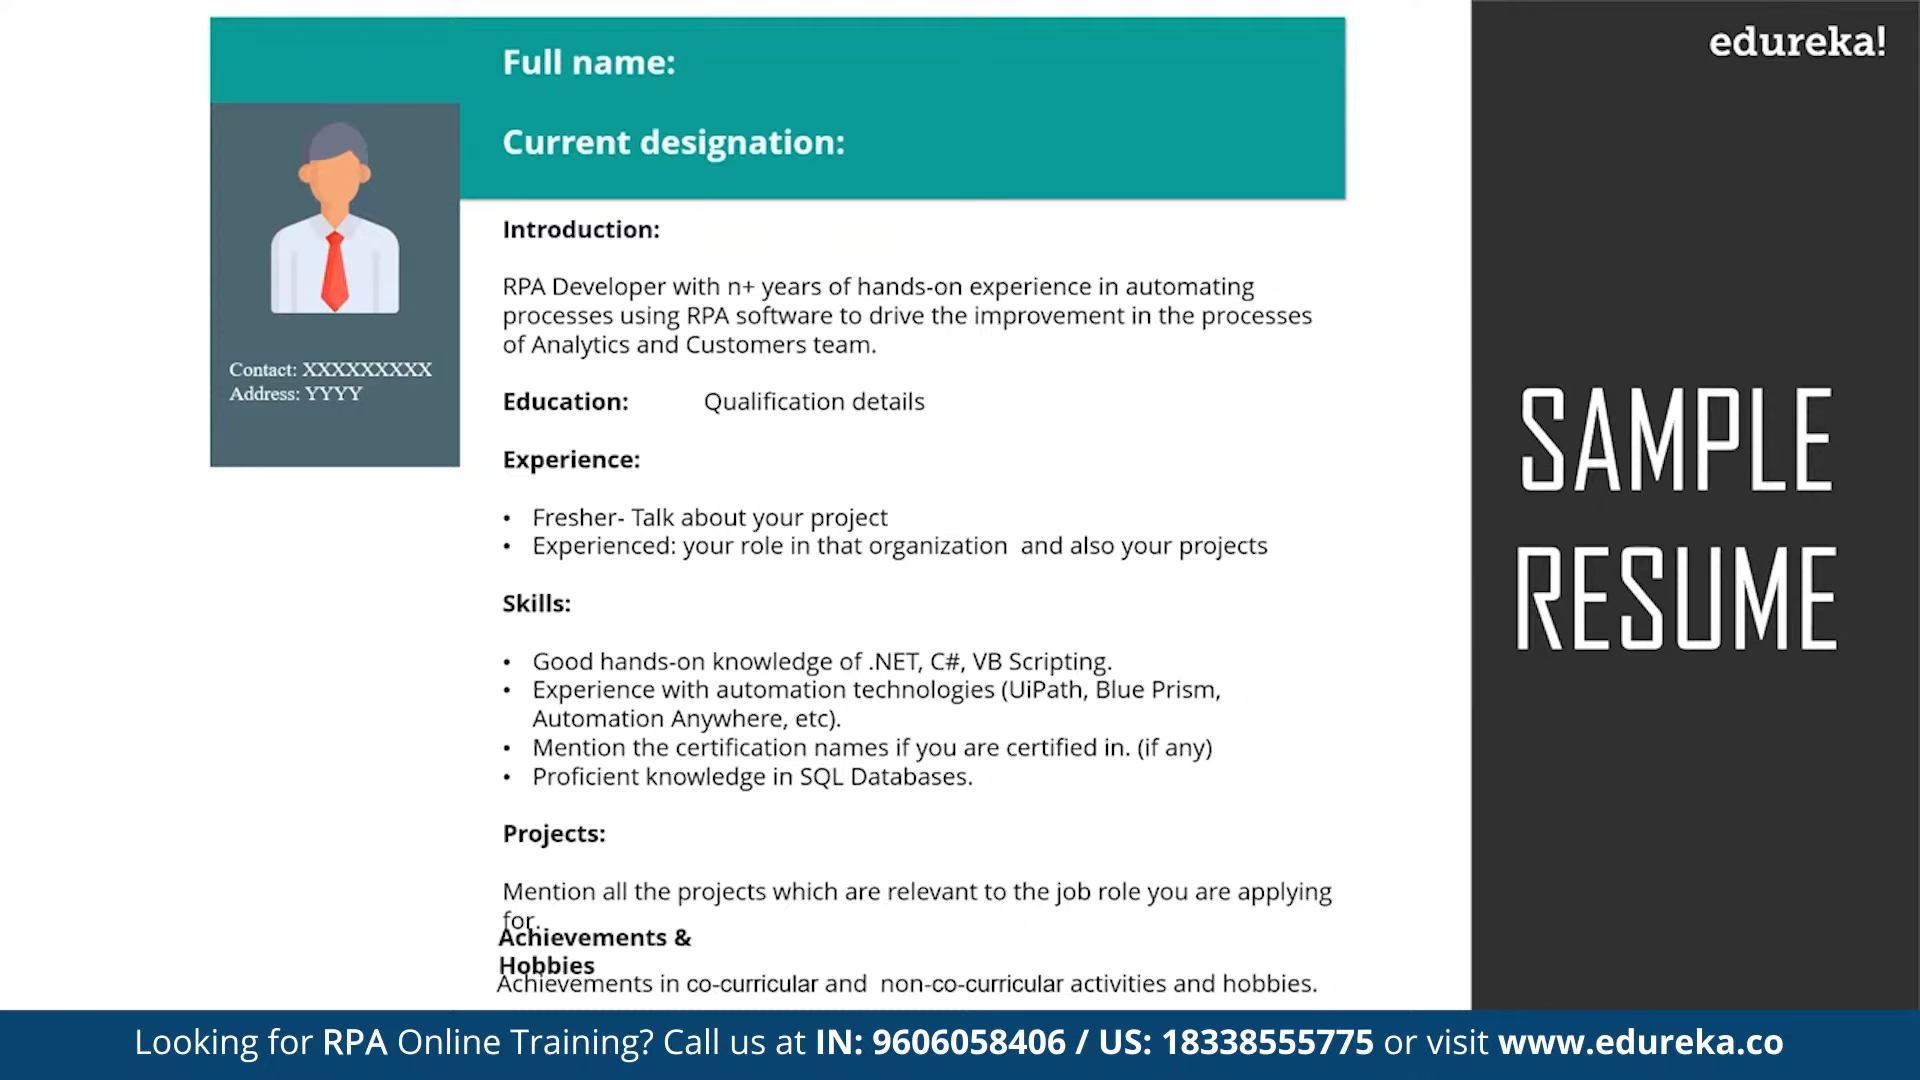 edureka!
Full name:
Current designation:
Contact: XXXXXXXXX
Address: YYYY
Introduction:
RPA Developer with n+ years of hands-on experience in automating
processes using RPA software to drive the improvement in the processes
of Analytics and Customers team.
Education: Qualification details
Experience:
• Fresher- Talk about your project
• Experienced: your role in that organization  and also your projects
Skills:
• Good hands-on knowledge of .NET, C#, VB Scripting.
• Experience with automation technologies (UiPath, Blue Prism,
Automation Anywhere, etc).
• Mention the certification names if you are certified in. (if any)
• Proficient knowledge in SQL Databases.
Projects:
Mention all the projects which are relevant to the job role you are applying
for.
Achievements &
Hobbies
Achievements in co-curricular and  non-co-curricular activities and hobbies.
SAMPLE
RESUME
Looking for RPA Online Training? Call us at IN: 9606058406 / US: 18338555775 or visit www.edureka.co